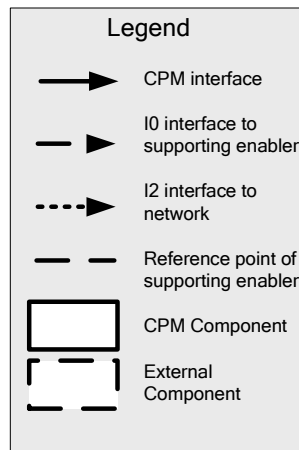 Legend
CPM interface
I0 interface to
supporting enabler
I2 interface to
network
Reference point of
supporting enabler
CPM Component
External
Component